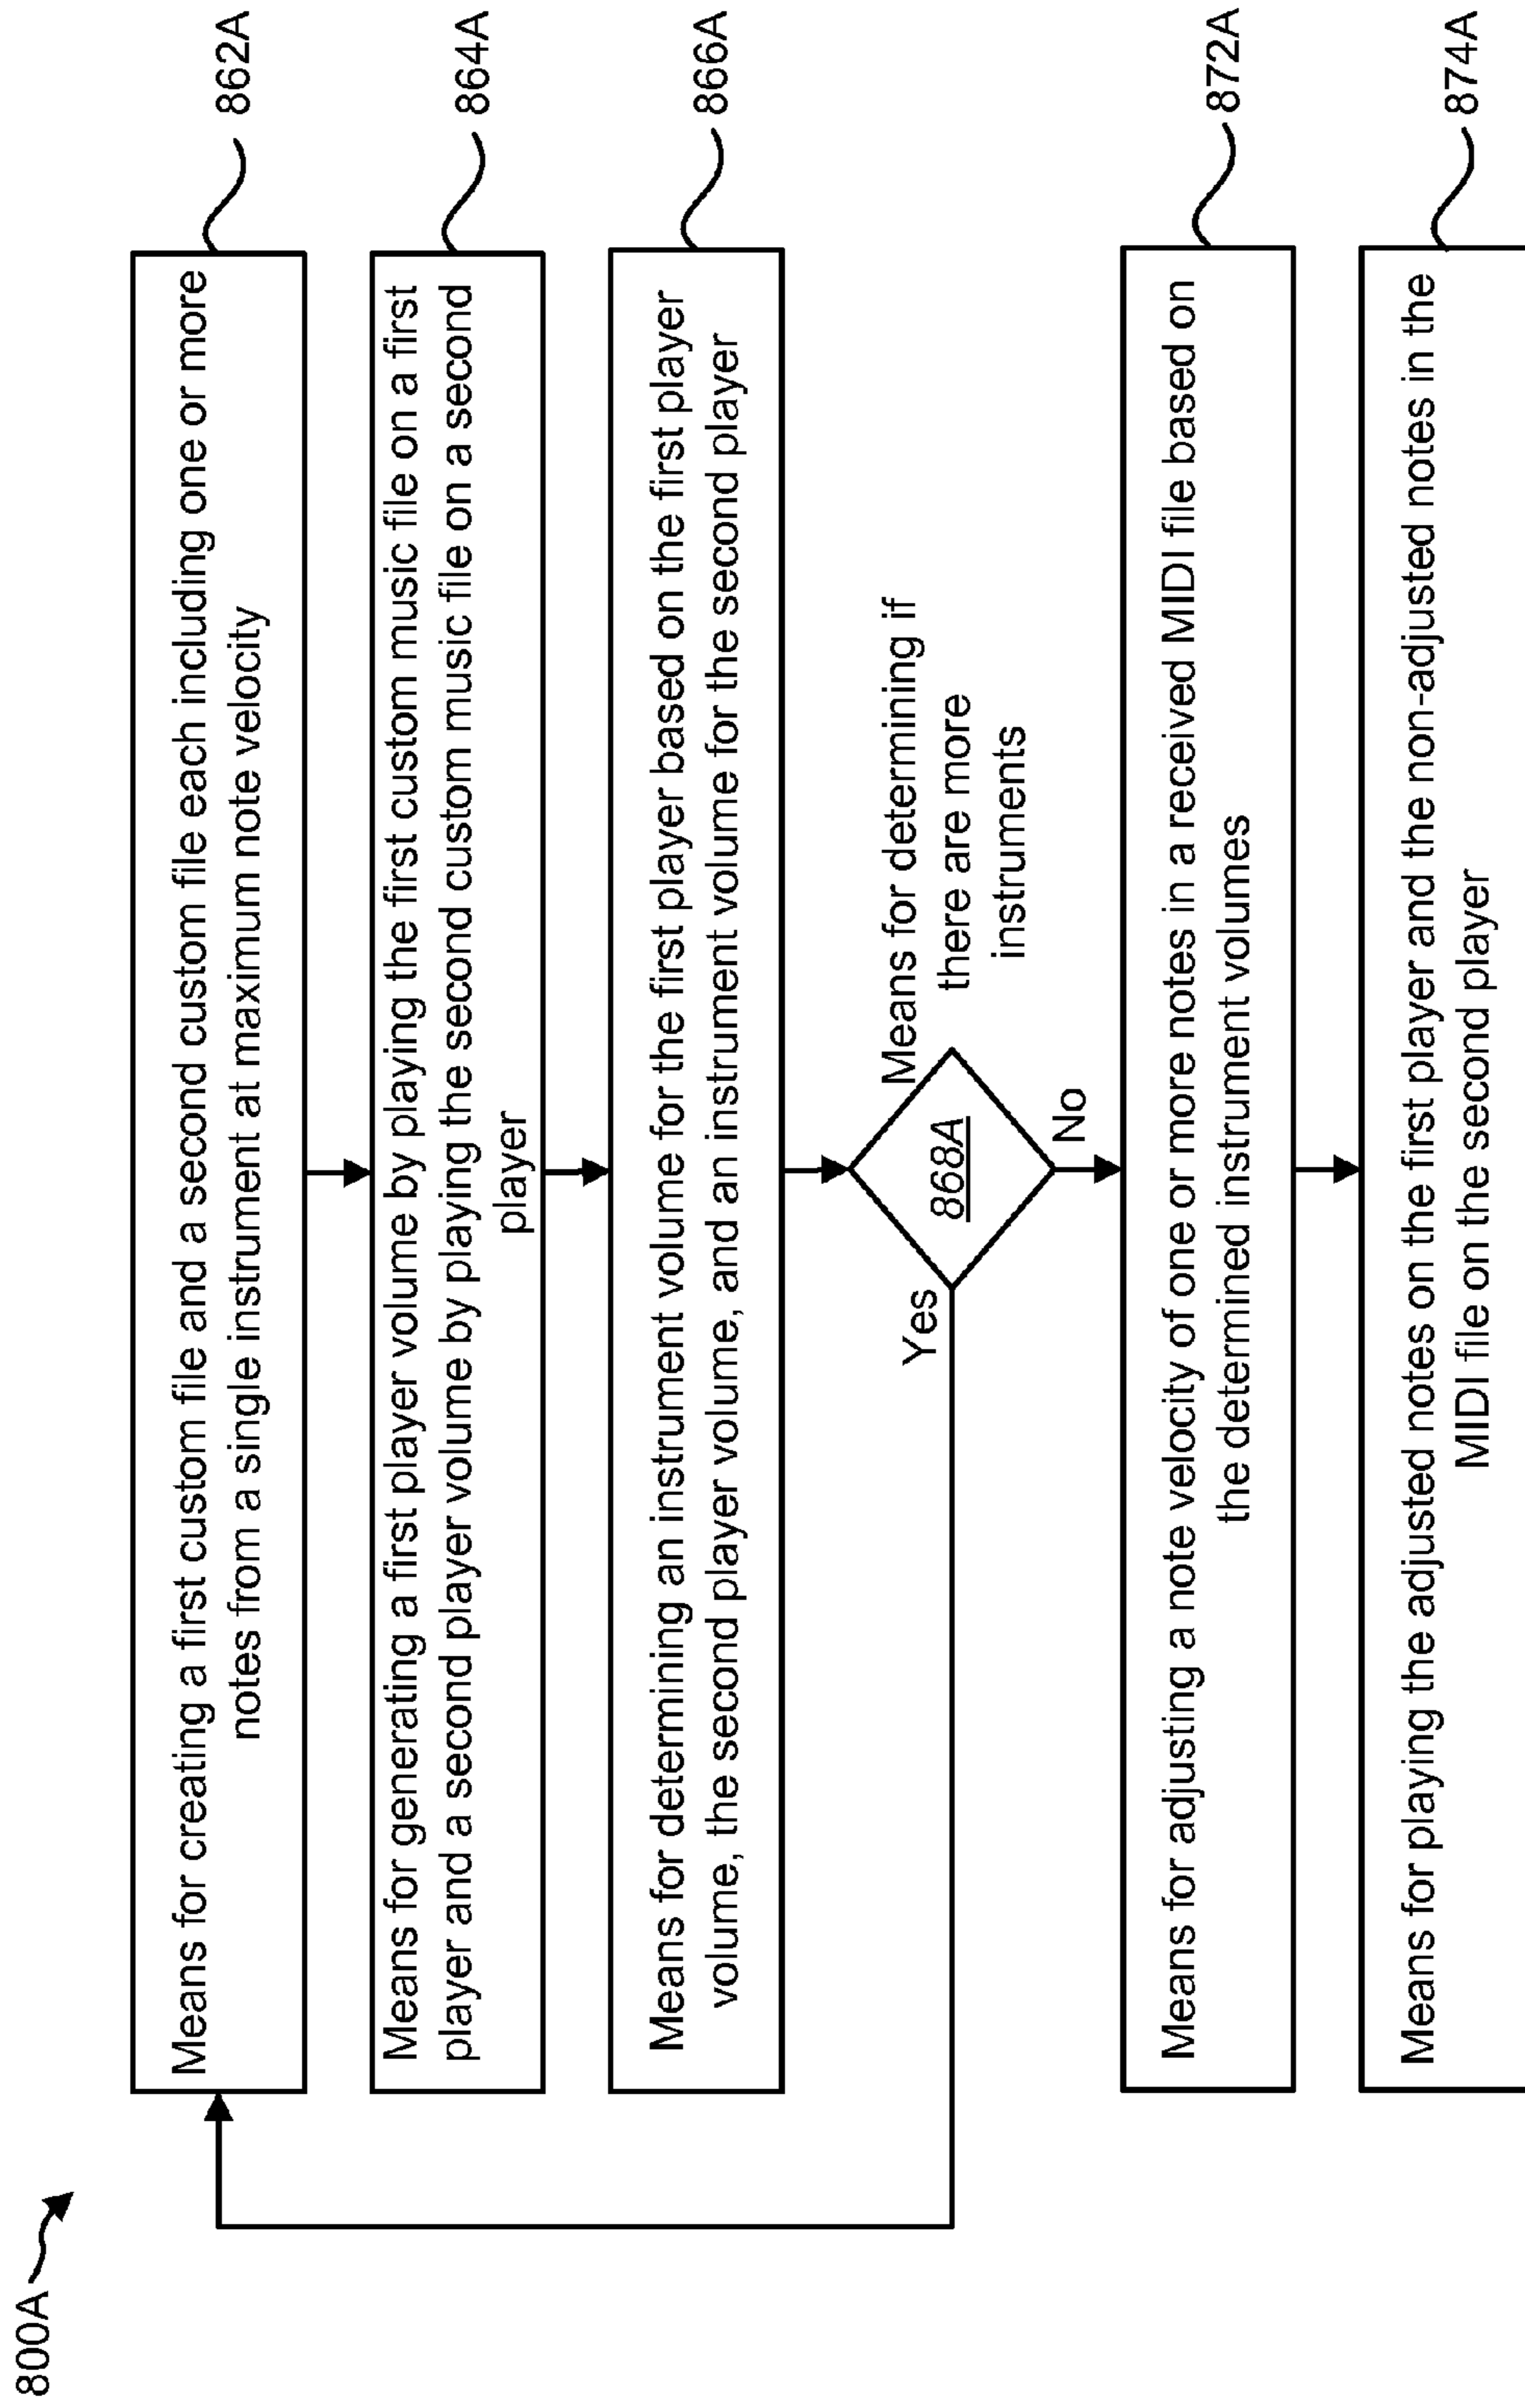 800A
Means for creating a first custom file and a second custom file each including one or more
notes from a single instrument at maximum note velocity
862A
Means for generating a first player volume by playing the first custom music file on a first
player and a second player volume by playing the second custom music file on a second
player
864A
Means for determining an instrument volume for the first player based on the first player
volume, the second player volume, and an instrument volume for the second player
866A
Means for determining if
there are more
instruments
868A
Yes
No
Means for adjusting a note velocity of one or more notes in a received MIDI file based on
the determined instrument volumes
872A
Means for playing the adjusted notes on the first player and the non-adjusted notes in the
MIDI file on the second player
874A